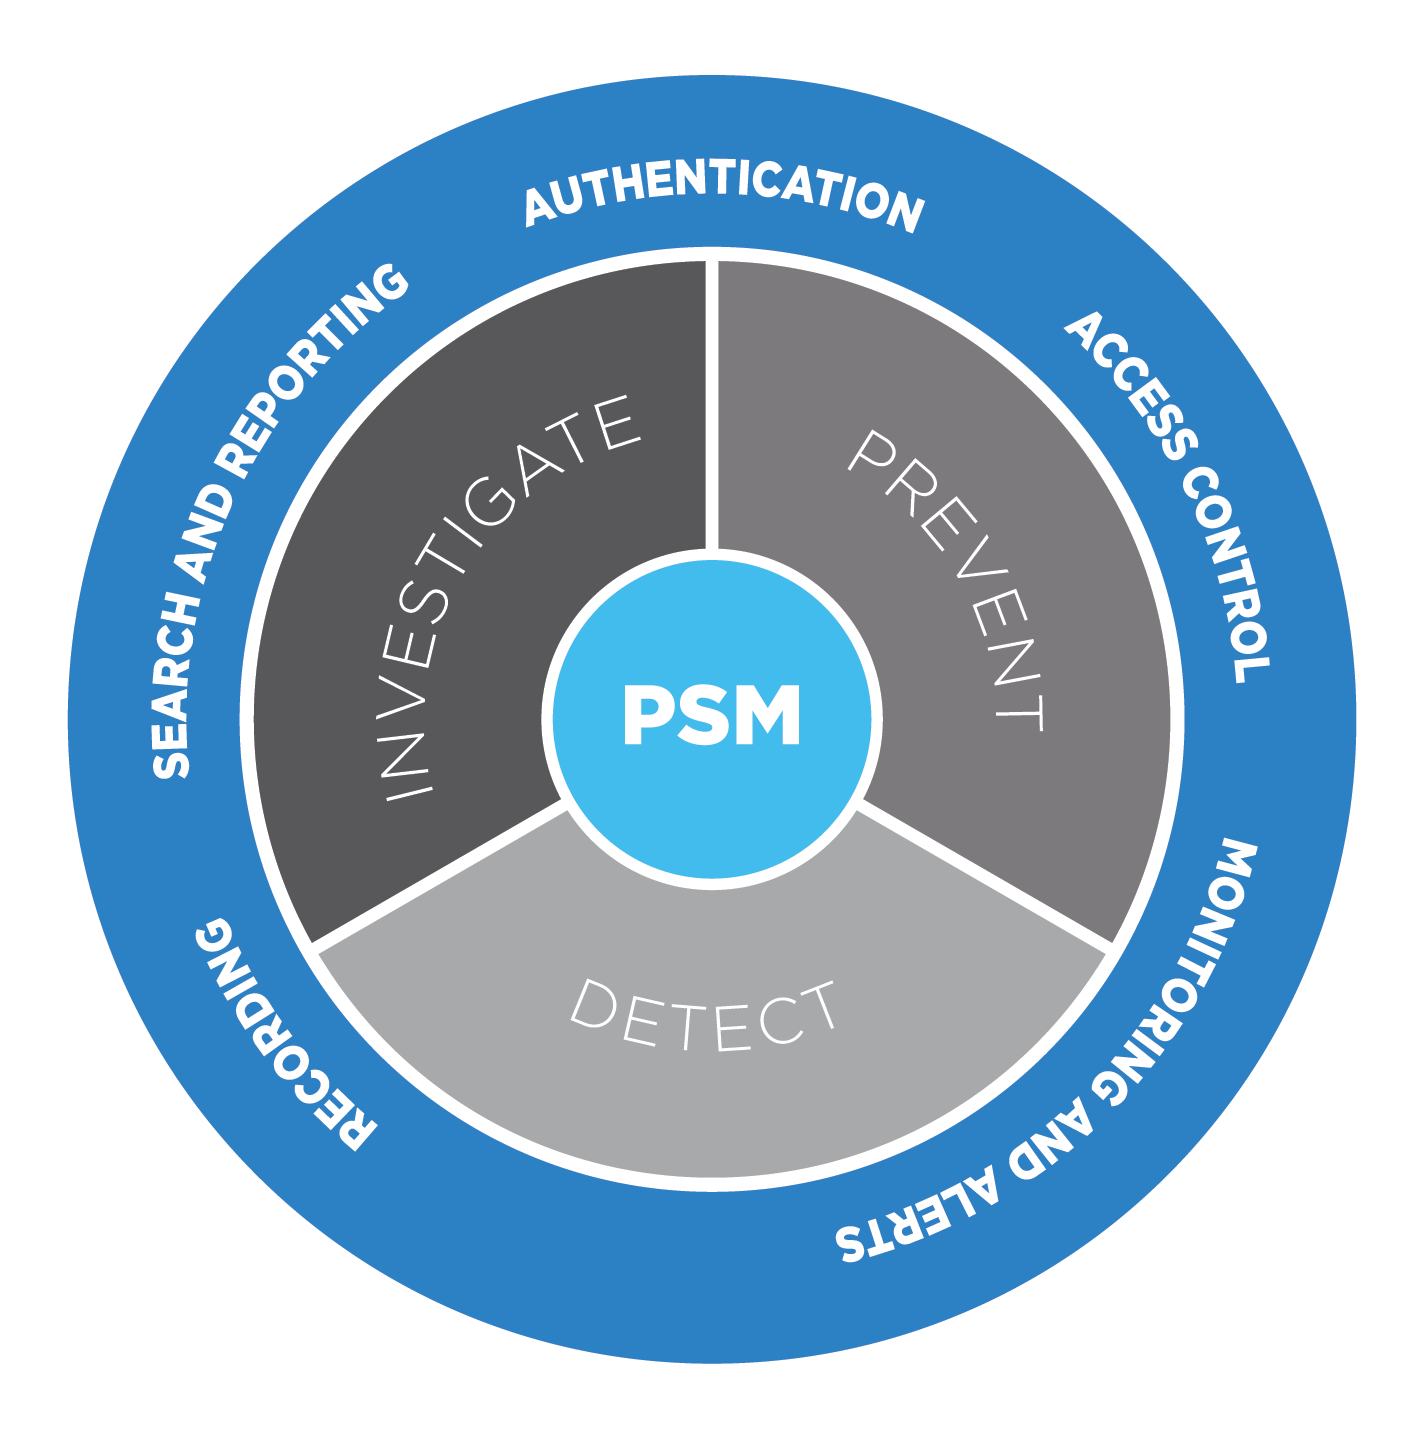 AUTHENTICATION
ACCESS CONTROL
MONITORING AND ALERTS
RECORDING
SEARCH AND REPORTING
PREVENT
DETECT
INVESTIGATE
PSM